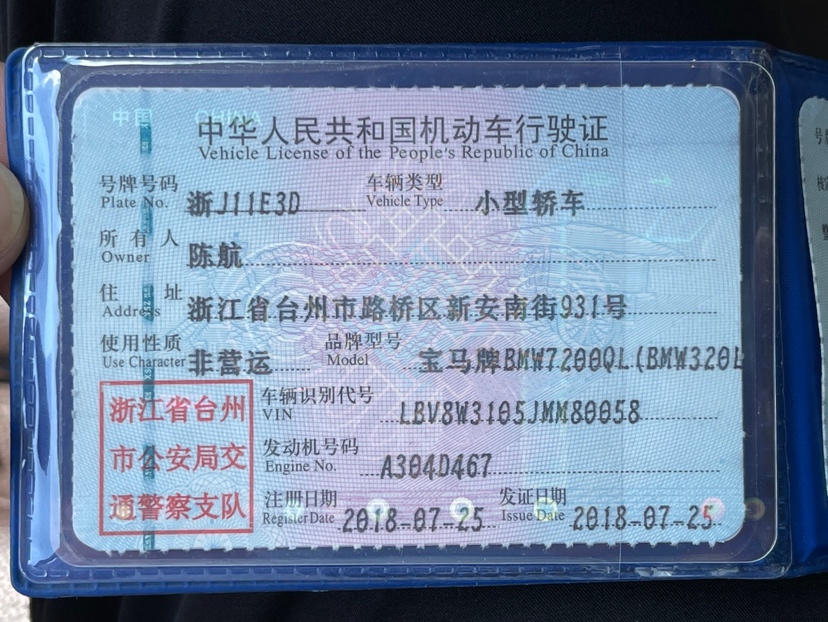 中国 CHINA
中华人民共和国机动车行驶证
Vehicle License of the People's Republic of China
号牌号码 浙J11E3D 车辆类型 小型轿车
Plate No. Vehicle Type
所有人 陈航
Owner
住址 浙江省台州市路桥区新安南街931号
Address
使用性质 非营运 品牌型号 宝马牌BMW7200QL(BMW320L
Use Character Model
浙江省台州
市公安局交
通警察支队
车辆识别代号 LBV8W3105JMM80058
VIN
发动机号码 A304D467
Engine No.
注册日期 2018-07-25 发证日期 2018-07-25
Register Date Issue Date